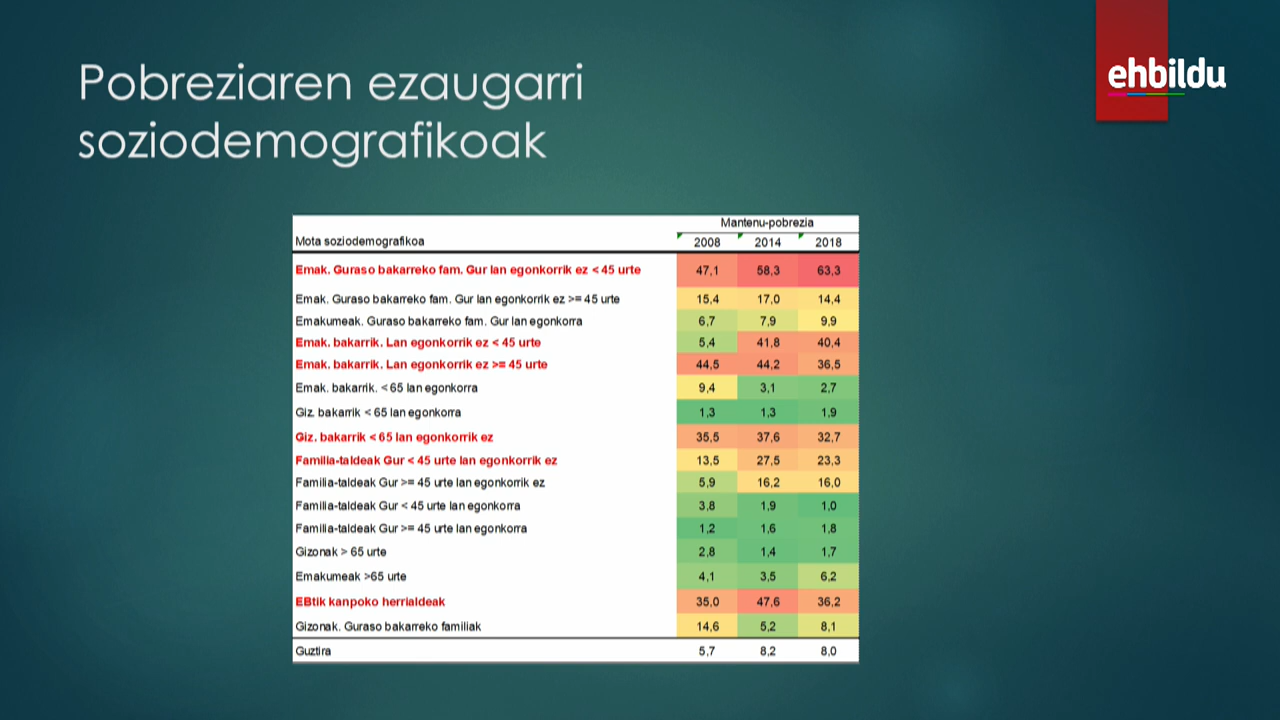 Pobreziaren ezaugarri
soziodemografikoak
ehbildu
Mantenu-pobrezia
Mota soziodemografikoa 2008 2014 2018
Emak. Guraso bakarreko fam. Gur lan egonkorrik ez < 45 urte 47,1 58,3 63,3
Emak. Guraso bakarreko fam. Gur lan egonkorrik ez >= 45 urte 15,4 17,0 14,4
Emakumeak. Guraso bakarreko fam. Gur lan egonkorra 6,7 7,9 9,9
Emak. bakarrik. Lan egonkorrik ez < 45 urte 5,4 41,8 40,4
Emak. bakarrik. Lan egonkorrik ez >= 45 urte 44,5 44,2 36,5
Emak. bakarrik. < 65 lan egonkorra 9,4 3,1 2,7
Giz. bakarrik < 65 lan egonkorra 1,3 1,3 1,9
Giz. bakarrik < 65 lan egonkorrik ez 35,5 37,6 32,7
Familia-taldeak Gur < 45 urte lan egonkorrik ez 13,5 27,5 23,3
Familia-taldeak Gur >= 45 urte lan egonkorrik ez 5,9 16,2 16,0
Familia-taldeak Gur < 45 urte lan egonkorra 3,8 1,9 1,0
Familia-taldeak Gur >= 45 urte lan egonkorra 1,2 1,6 1,8
Gizonak > 65 urte 2,8 1,4 1,7
Emakumeak >65 urte 4,1 3,5 6,2
EBtik kanpoko herrialdeak 35,0 47,6 36,2
Gizonak. Guraso bakarreko familiak 14,6 5,2 8,1
Guztira 5,7 8,2 8,0